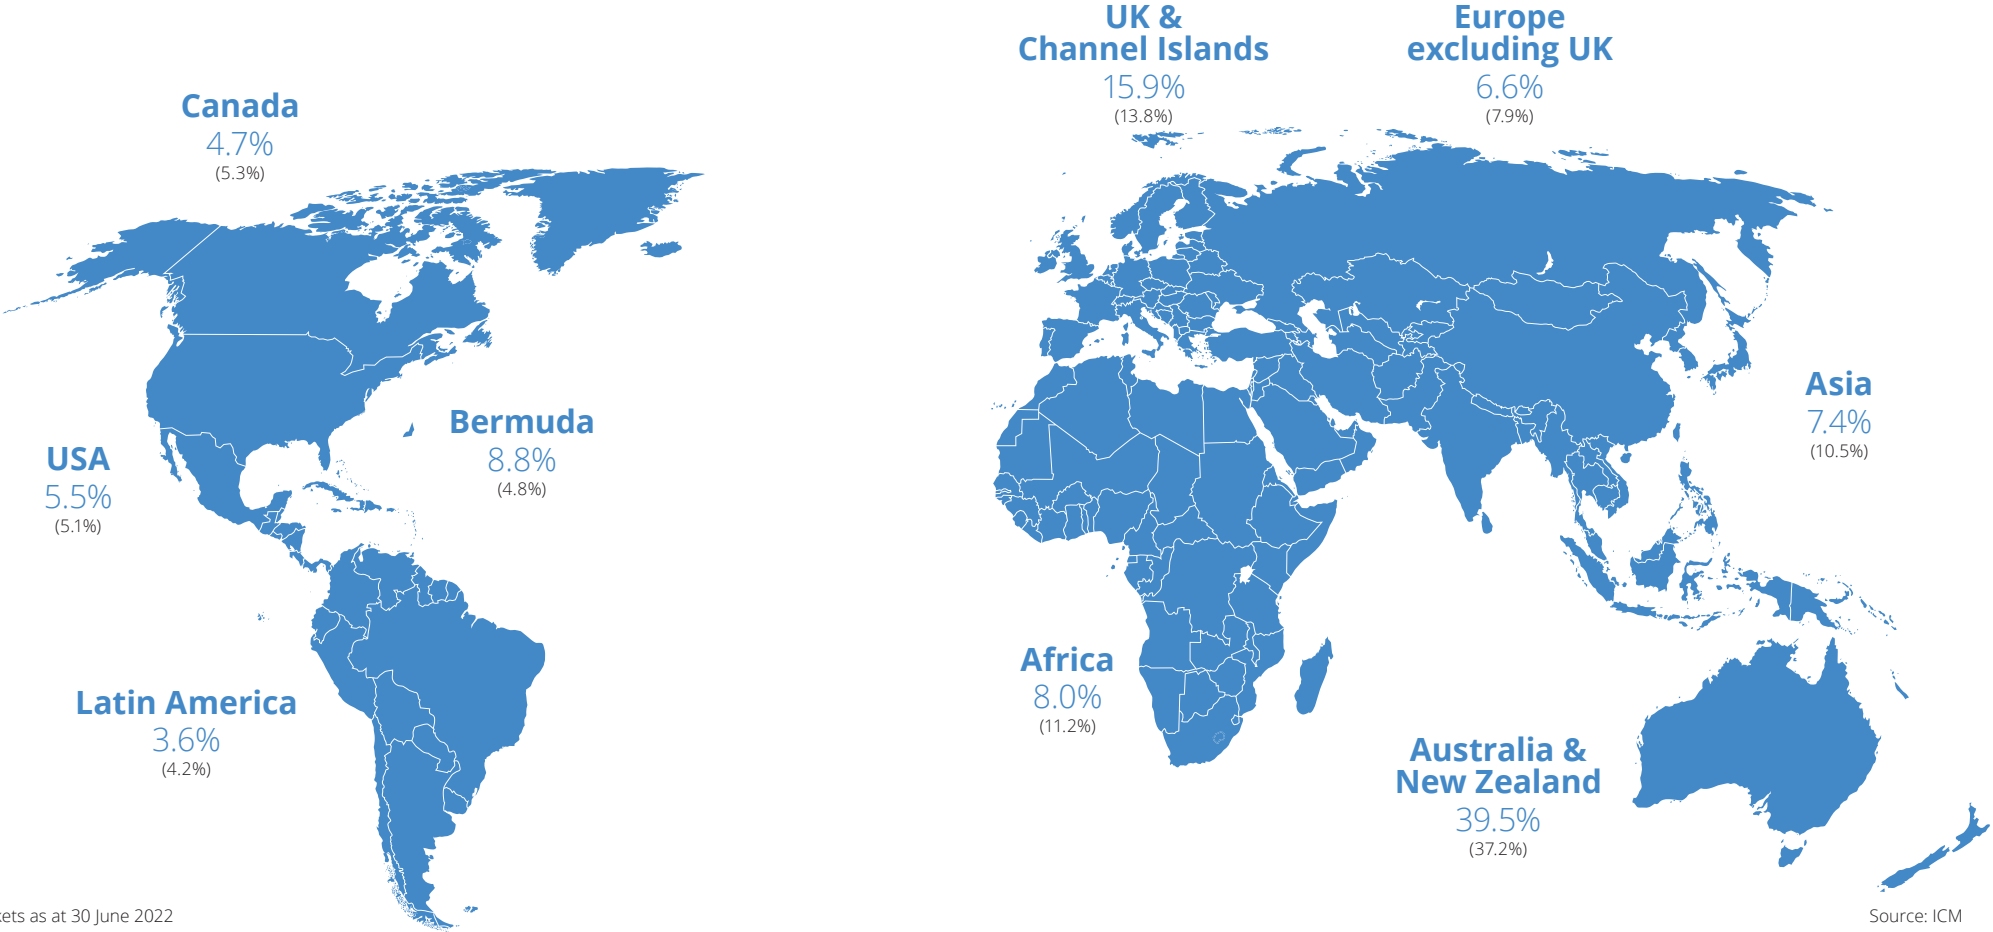 UK &
Channel Islands
15.9%
(13.8%)
Europe
excluding UK
6.6%
(7.9%)
Canada
4.7%
(5.3%)
Bermuda
8.8%
(4.8%)
USA
5.5%
(5.1%)
Asia
7.4%
(10.5%)
Latin America
3.6%
(4.2%)
Africa
8.0%
(11.2%)
Australia &
New Zealand
39.5%
(37.2%)
as at 30 June 2022
Source: ICM